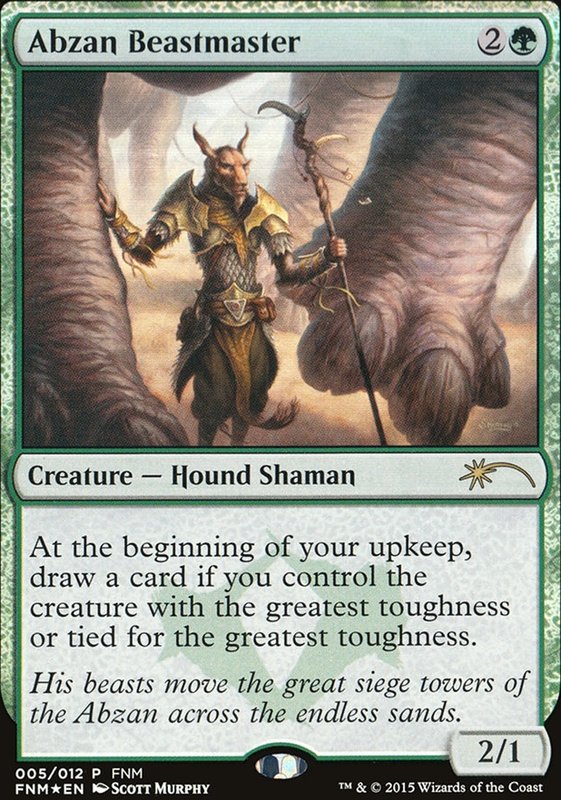 Abzan Beastmaster 2
Creature — Hound Shaman
At the beginning of your upkeep,
draw a card if you control the
creature with the greatest toughness
or tied for the greatest toughness.
His beasts move the great siege towers of
the Abzan across the endless sands.
2/1
005/012 P FNM
FNM★EN Scott Murphy
™ & © 2015 Wizards of the Coast